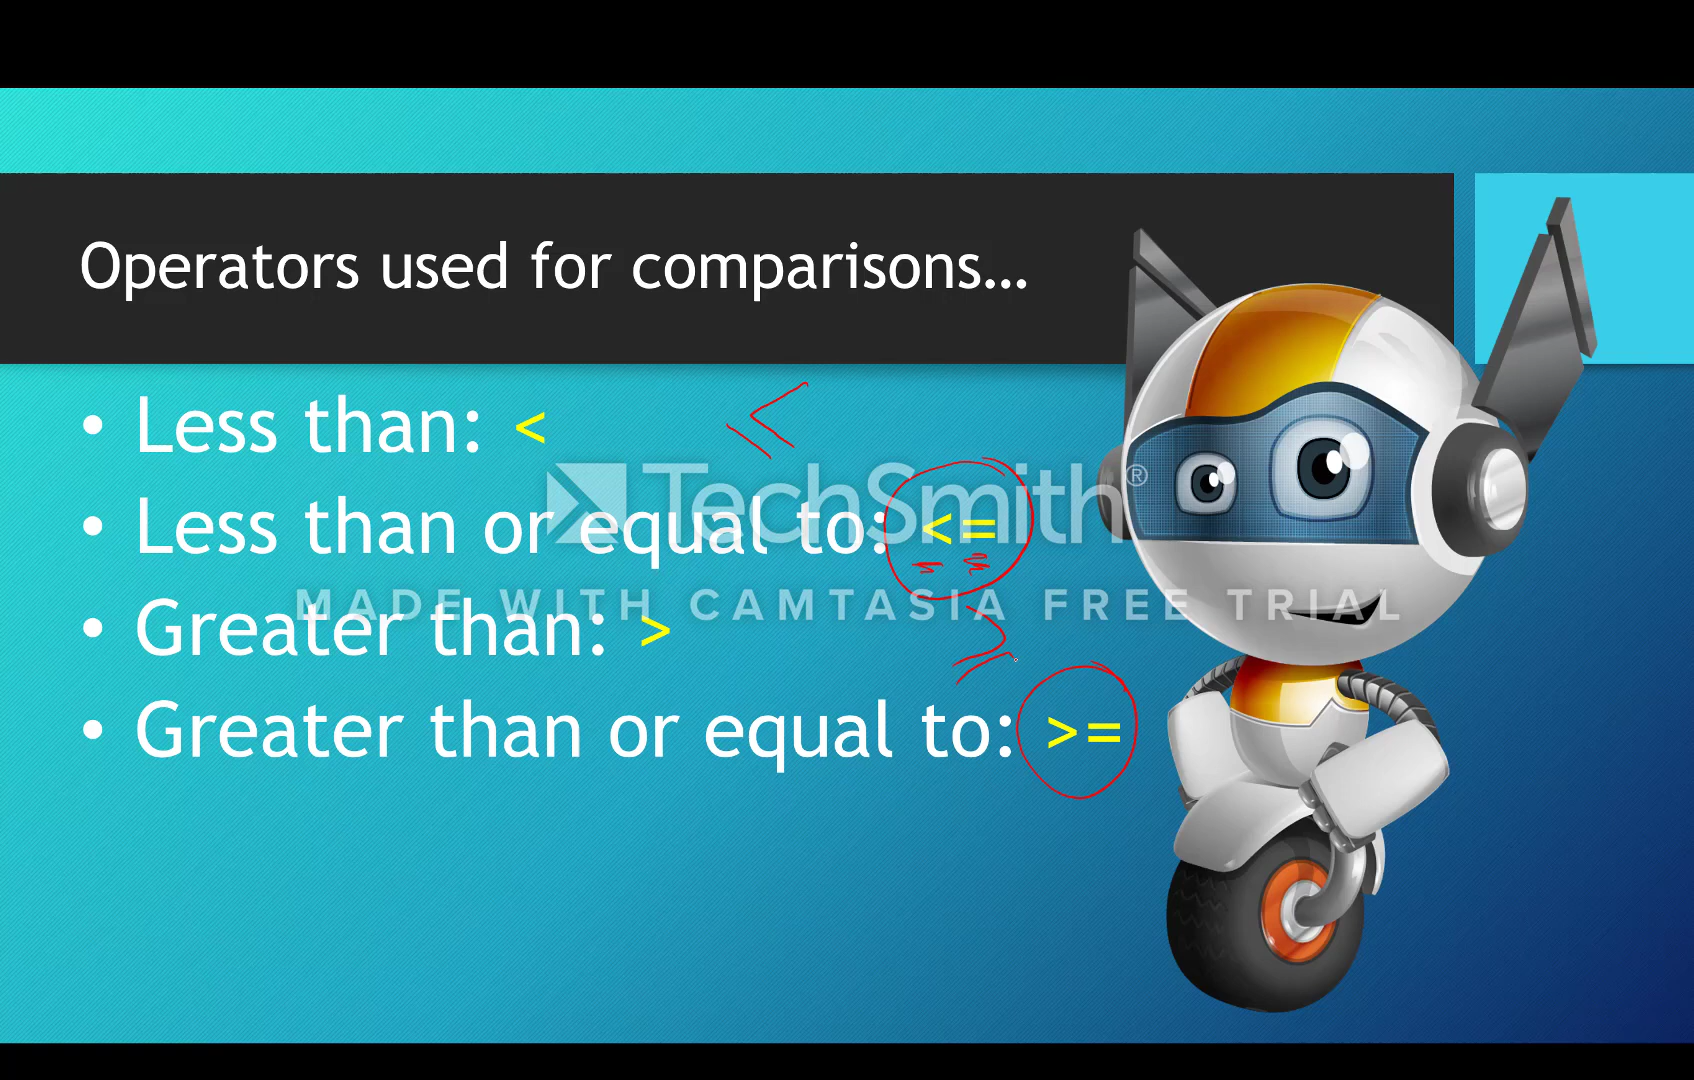 Operators used for comparisons...
• Less than: <
<
TechSmith®
• Less than or equal to: <=
MADE WITH CAMTASIA FREE TRIAL
• Greater than: >
• Greater than or equal to: >=